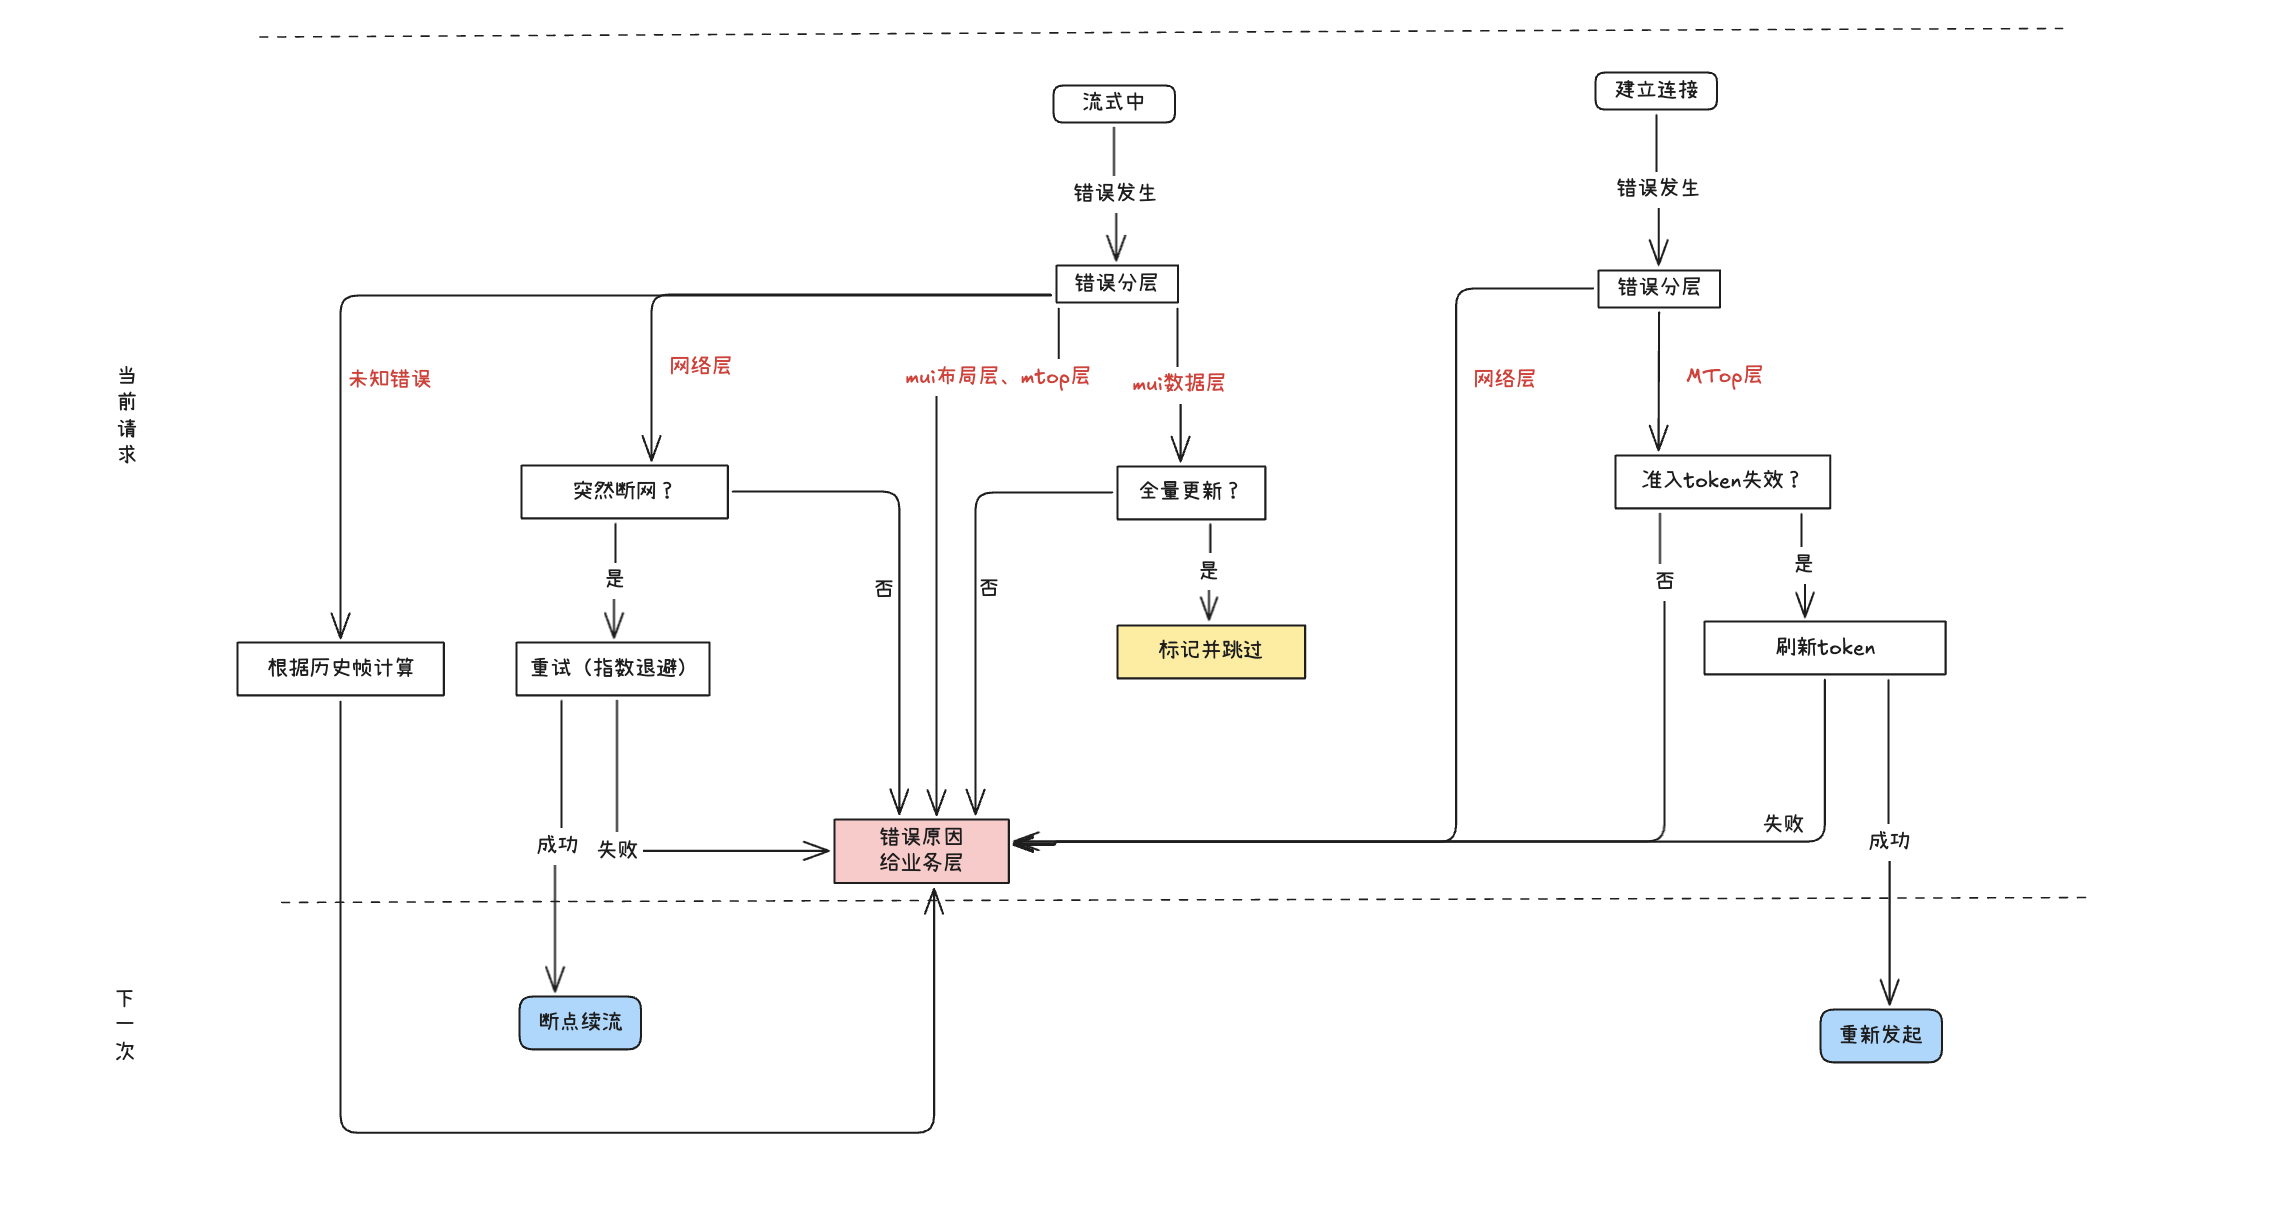 流式中
建立连接
错误发生
错误发生
错误分层
错误分层
当前请求
未知错误
网络层
mui布局层、mtop层
mui数据层
网络层
MTop层
突然断网？
全量更新？
准入token失效？
是
否
否
是
否
是
根据历史帧计算
重试（指数退避）
标记并跳过
刷新token
成功
失败
错误原因
给业务层
失败
成功
下一次
断点续流
重新发起